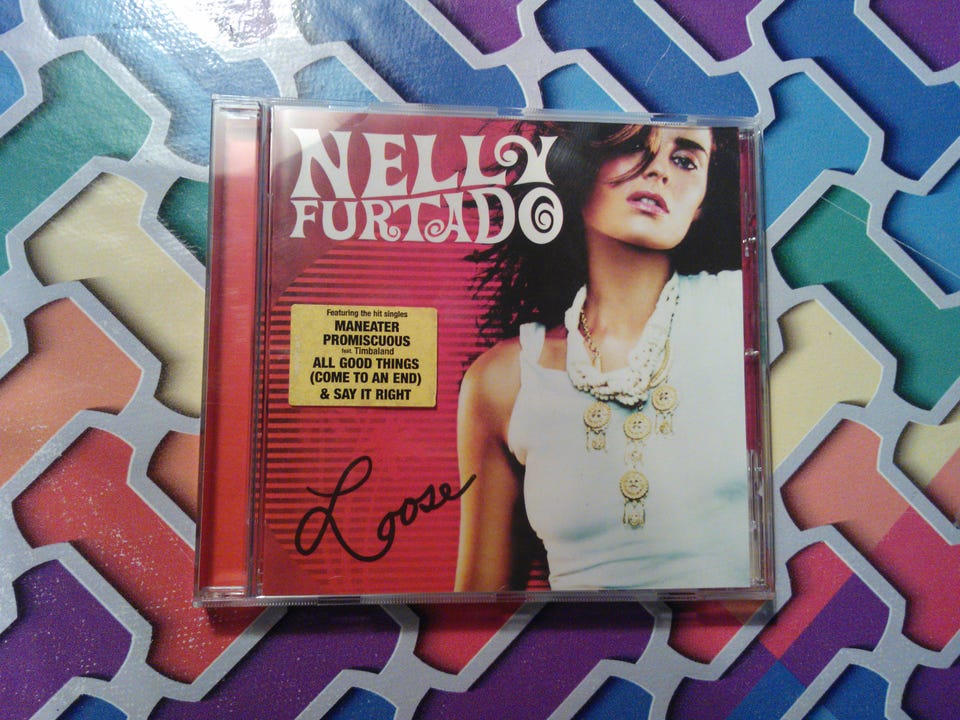 NELLY
FURTADO
Featuring the hit singles
MANEATER
PROMISCUOUS
feat. Timbaland
ALL GOOD THINGS
(COME TO AN END)
& SAY IT RIGHT
Loose